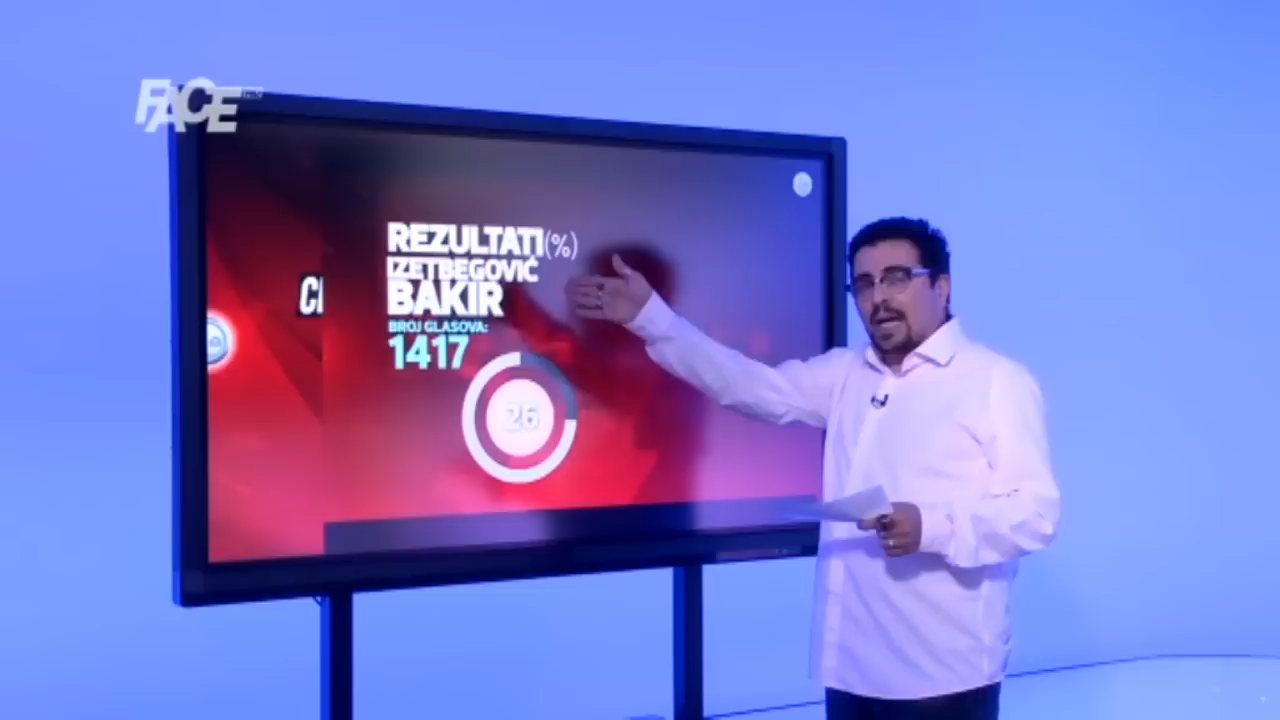 FACE
REZULTATI(%)
IZETBEGOVIĆ
BAKIR
BROJ GLASOVA:
1417
26